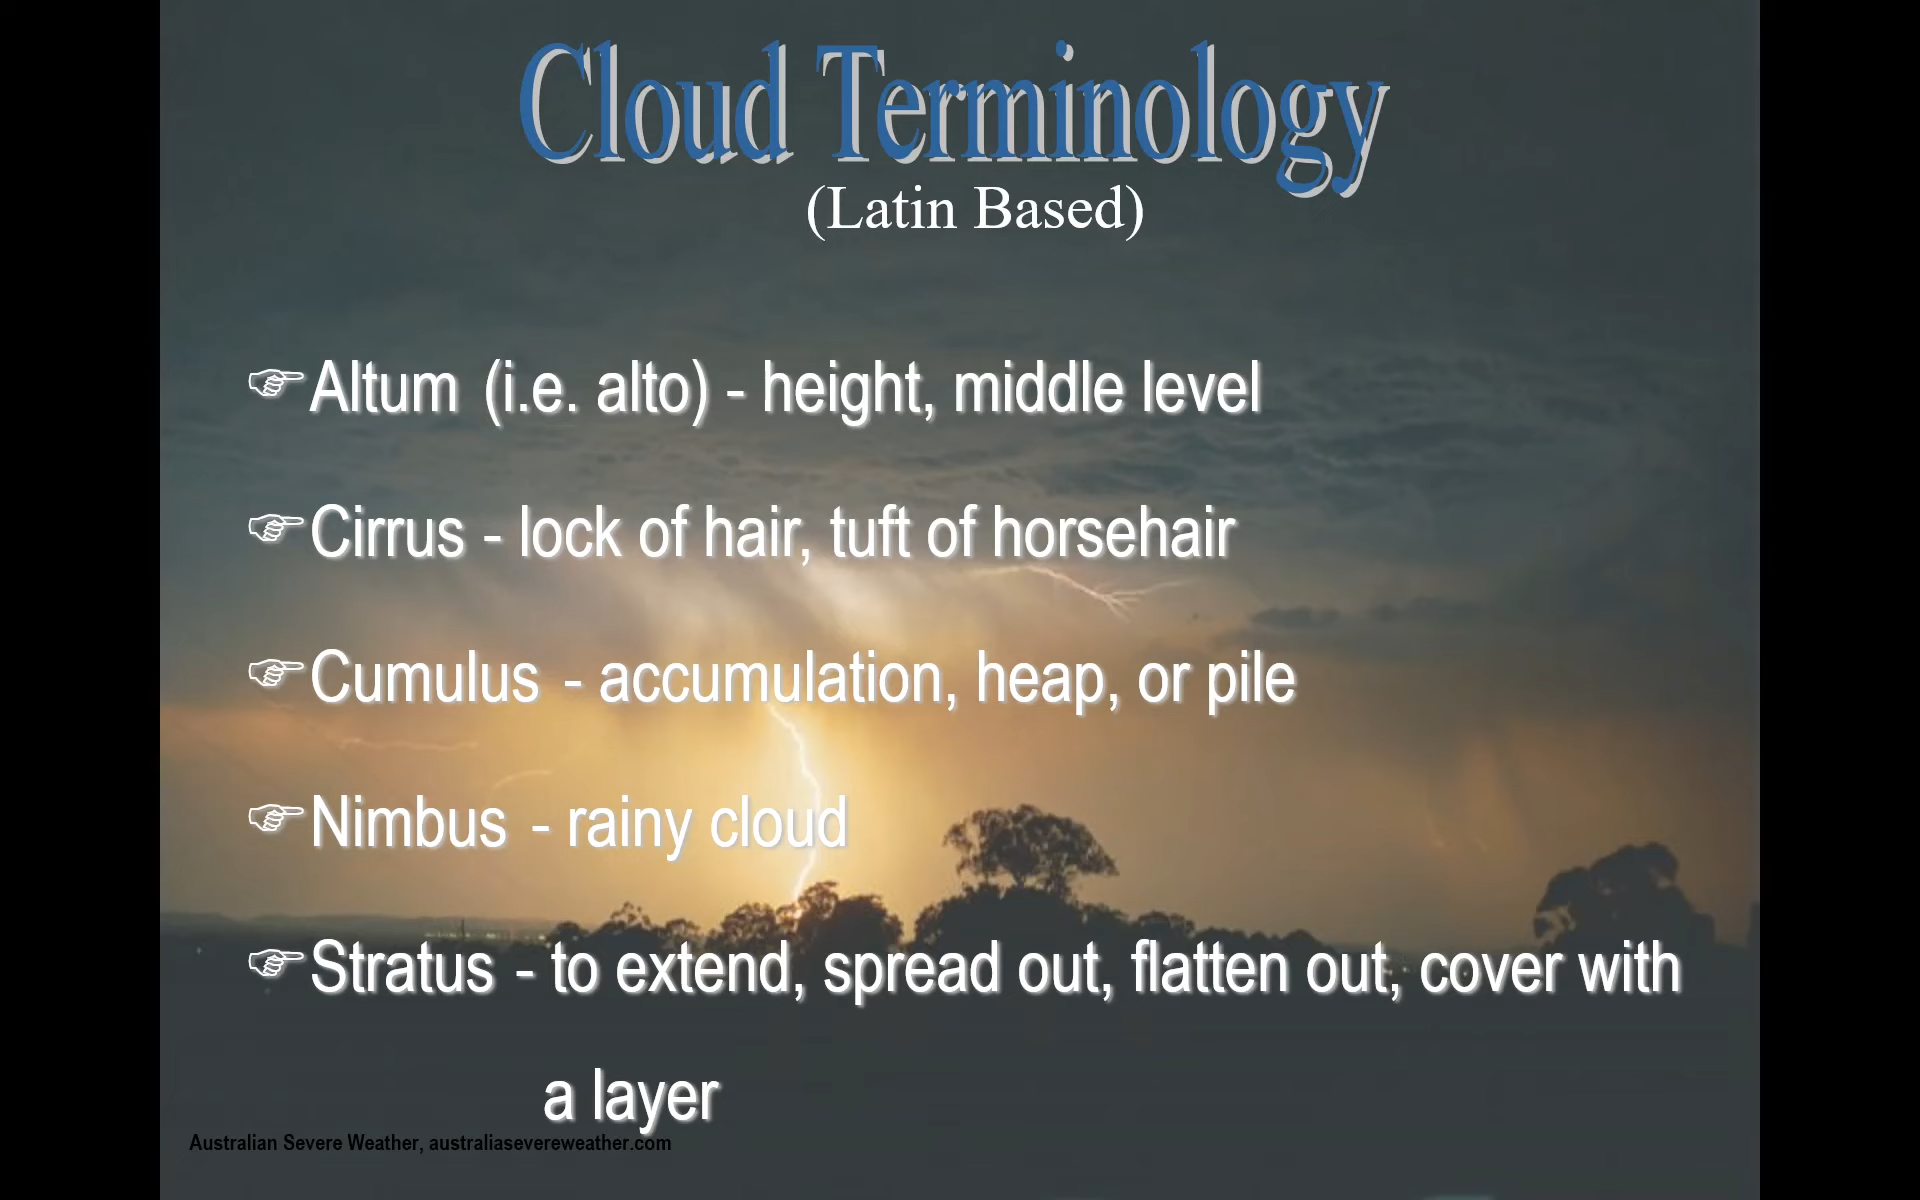 Cloud Terminology
(Latin Based)
Altum (i.e. alto) - height, middle level
Cirrus - lock of hair, tuft of horsehair
Cumulus - accumulation, heap, or pile
Nimbus - rainy cloud
Stratus - to extend, spread out, flatten out, cover with
a layer
Australian Severe Weather, australiasevereweather.com